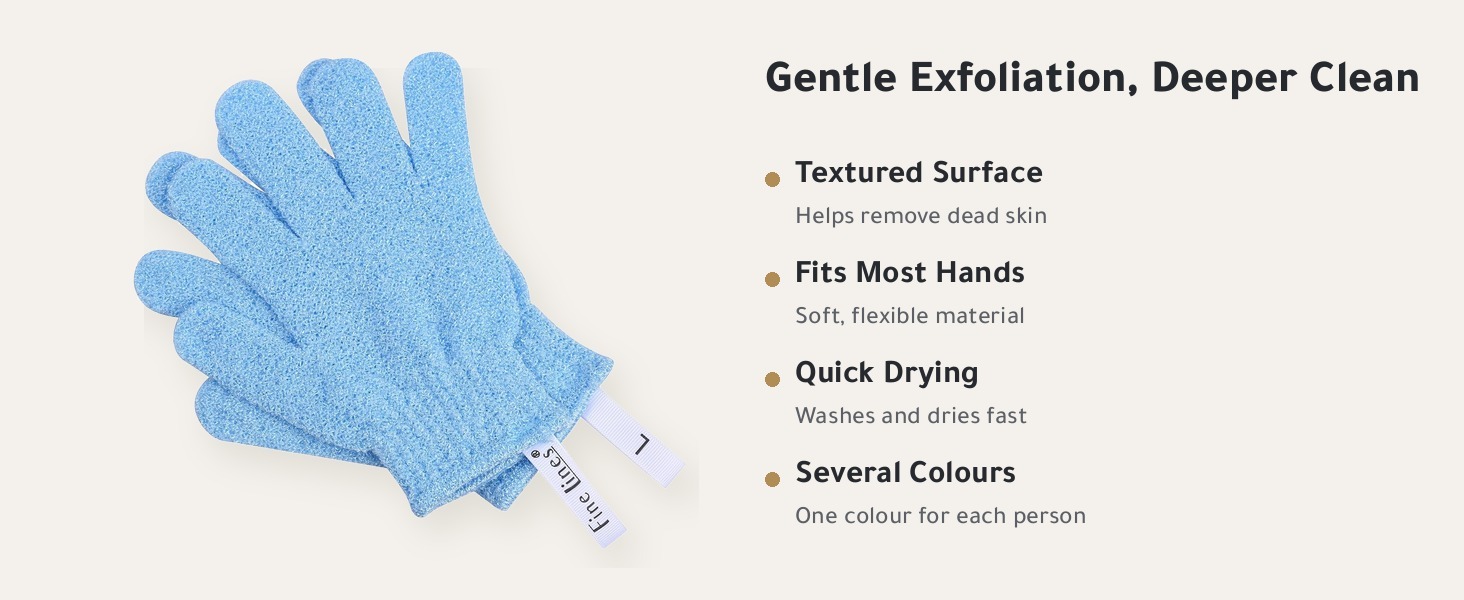 Gentle Exfoliation, Deeper Clean
Textured Surface
Helps remove dead skin
Fits Most Hands
Soft, flexible material
Quick Drying
Washes and dries fast
Several Colours
One colour for each person
L
Fine lines®